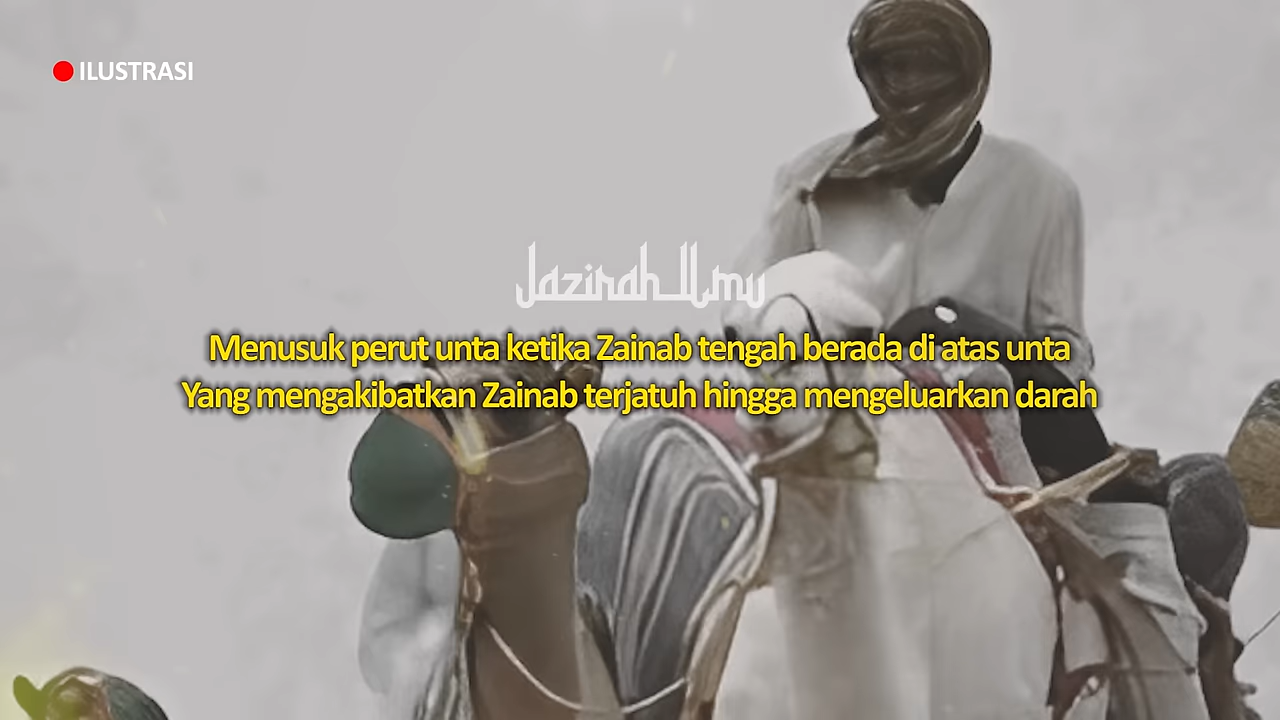 ILUSTRASI
Jazirah Ilmu
Menusuk perut unta ketika Zainab tengah berada di atas unta
Yang mengakibatkan Zainab terjatuh hingga mengeluarkan darah